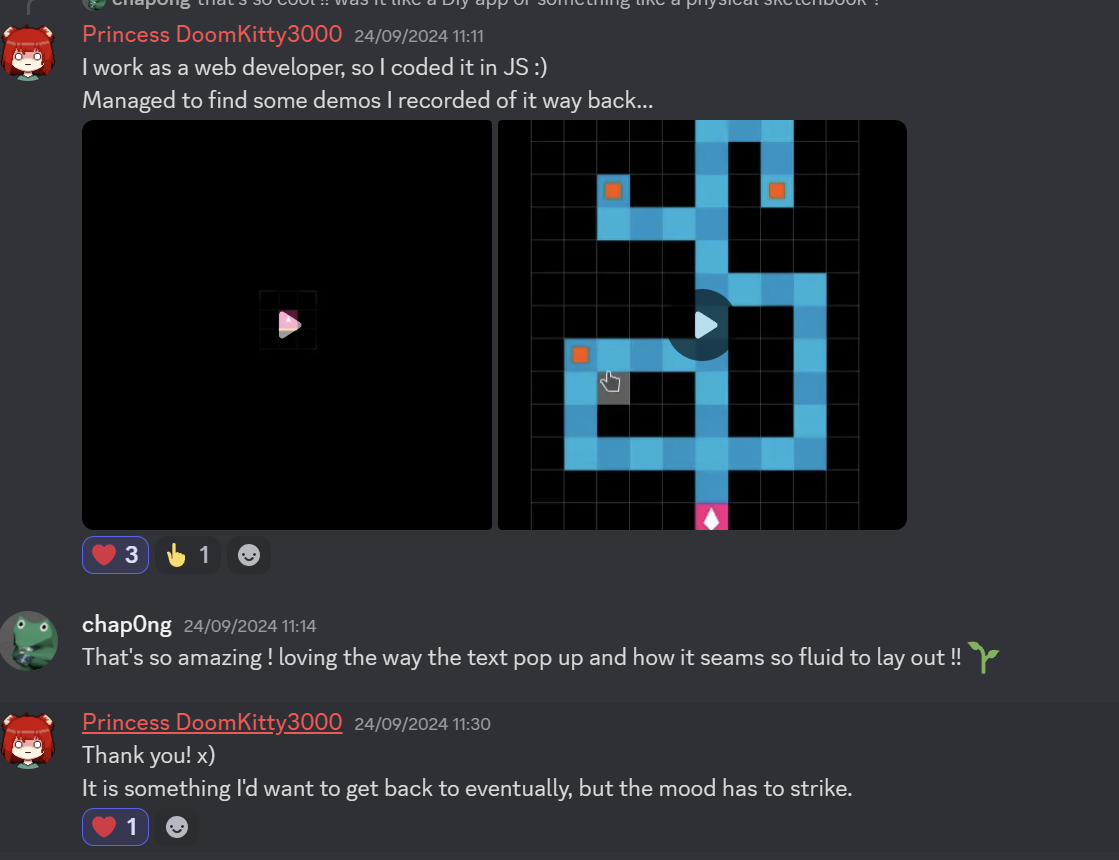 chap0ng that's so cool !! was it like a Diy app or something like a physical sketchbook ?
Princess DoomKitty3000 24/09/2024 11:11
I work as a web developer, so I coded it in JS :)
Managed to find some demos I recorded of it way back...
3 1
chap0ng 24/09/2024 11:14
That's so amazing ! loving the way the text pop up and how it seams so fluid to lay out !!
Princess DoomKitty3000 24/09/2024 11:30
Thank you! x)
It is something I'd want to get back to eventually, but the mood has to strike.
1